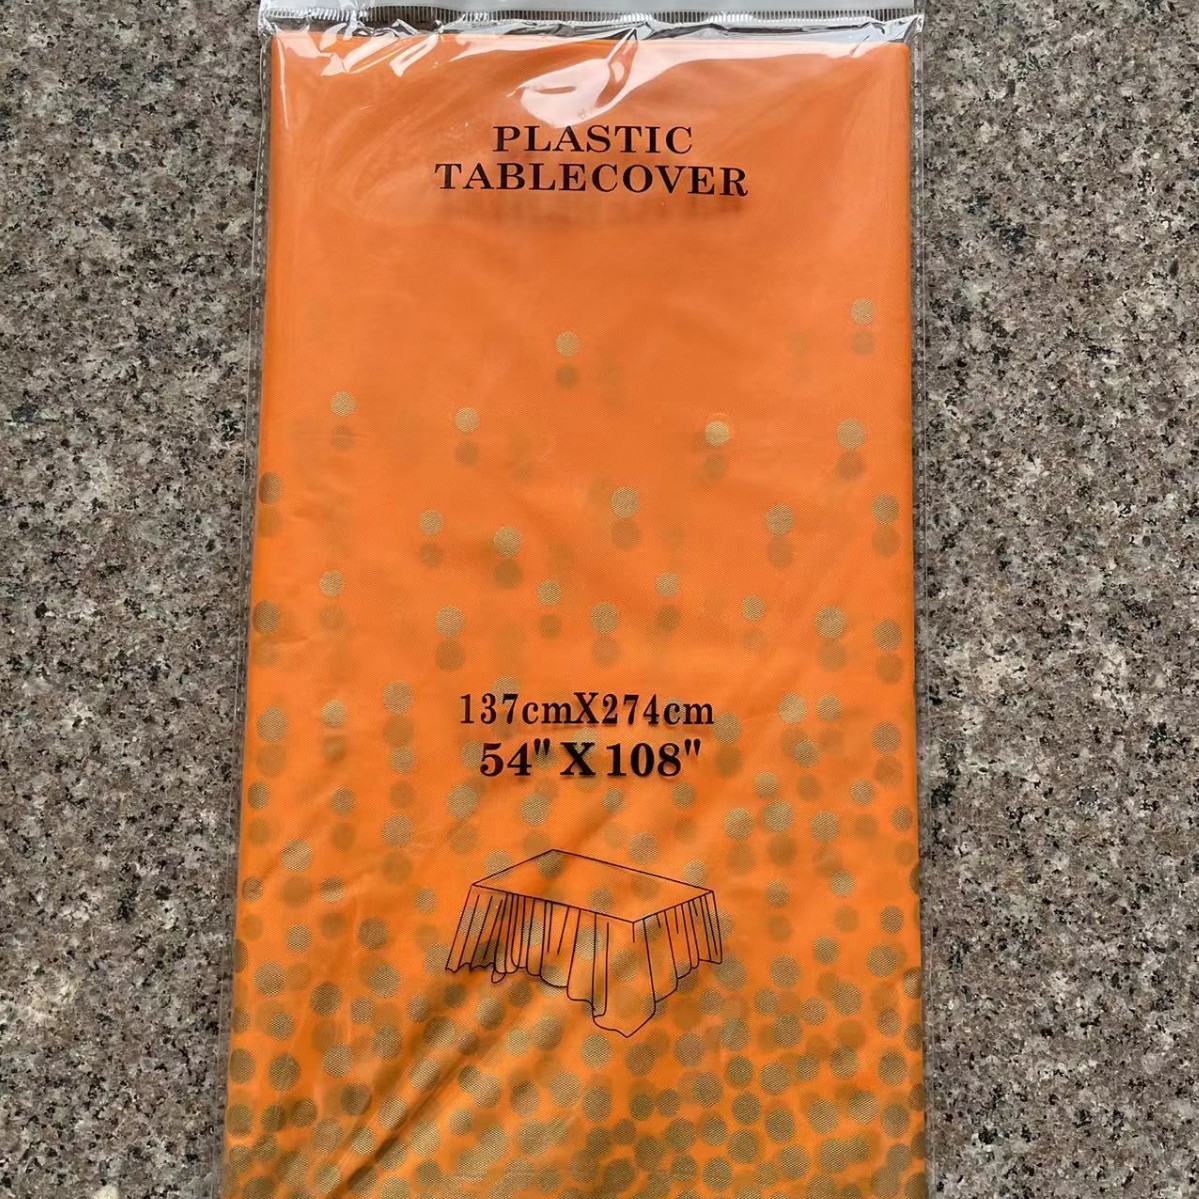 PLASTIC
TABLECOVER
137cmX274cm
54" X 108"